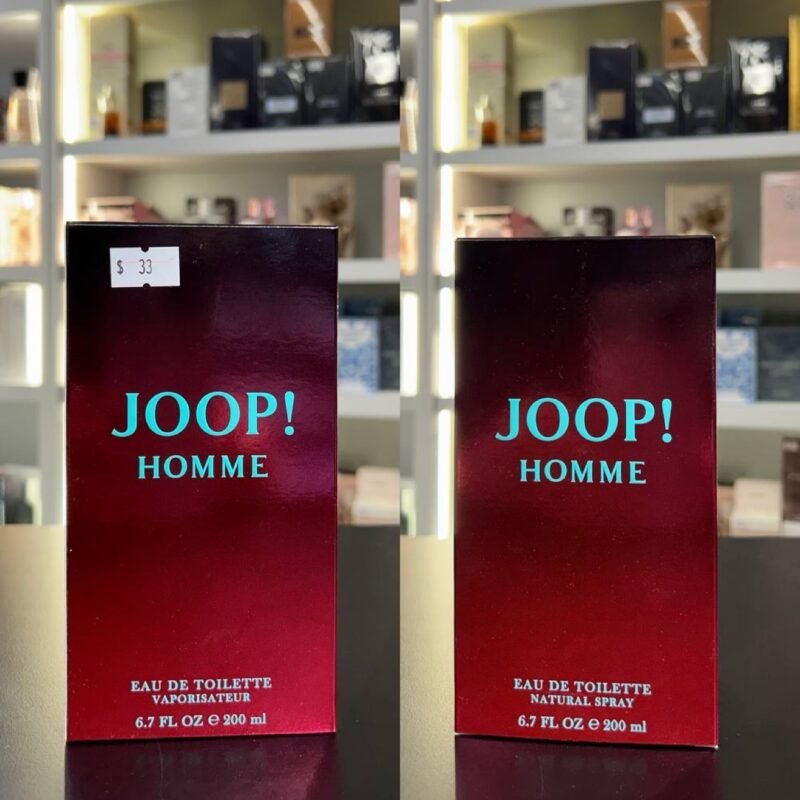 $ 33
JOOP!
HOMME
EAU DE TOILETTE
VAPORISATEUR
6.7 FL OZ ℮ 200 ml
JOOP!
HOMME
EAU DE TOILETTE
NATURAL SPRAY
6.7 FL OZ ℮ 200 ml